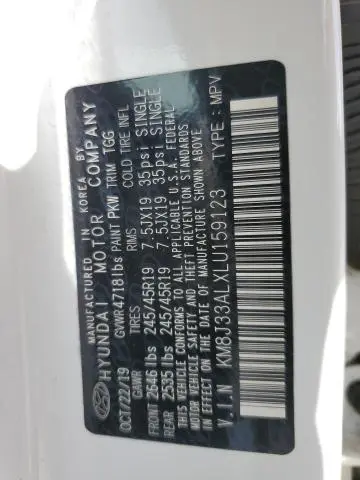 MANUFACTURED IN KOREA BY
HYUNDAI MOTOR COMPANY
OCT/22/19 GVWR 4718lbs PAINT PKW TRIM TGG
GAWR TIRES RIMS COLD TIRE INFL
FRONT 2646 lbs 245/45R19 7.5JX19 35psi SINGLE
REAR 2535 lbs 245/45R19 7.5JX19 35psi SINGLE
THIS VEHICLE CONFORMS TO ALL APPLICABLE U.S.A. FEDERAL
MOTOR VEHICLE SAFETY AND THEFT PREVENTION STANDARDS
IN EFFECT ON THE DATE OF MANUFACTURE SHOWN ABOVE.
V.I.N KM8J33ALXLU159123 TYPE : MPV